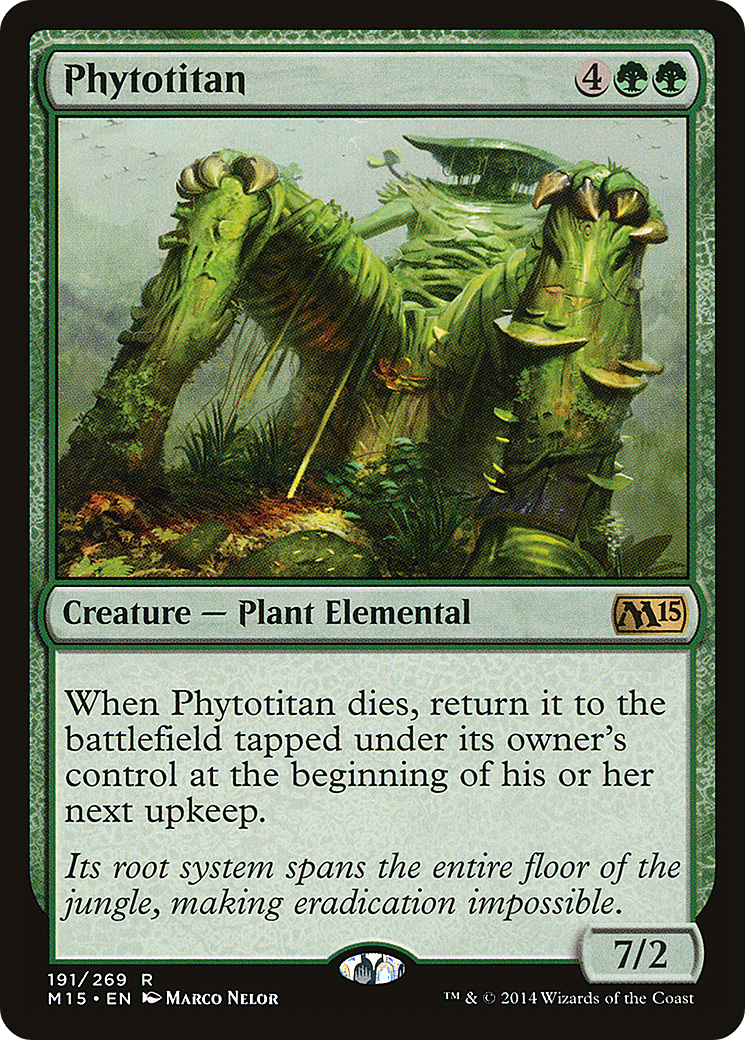 Phytotitan 4
Creature — Plant Elemental M15
When Phytotitan dies, return it to the
battlefield tapped under its owner's
control at the beginning of his or her
next upkeep.
Its root system spans the entire floor of the
jungle, making eradication impossible.
7/2
191/269 R
M15 • EN Marco Nelor ™ & © 2014 Wizards of the Coast